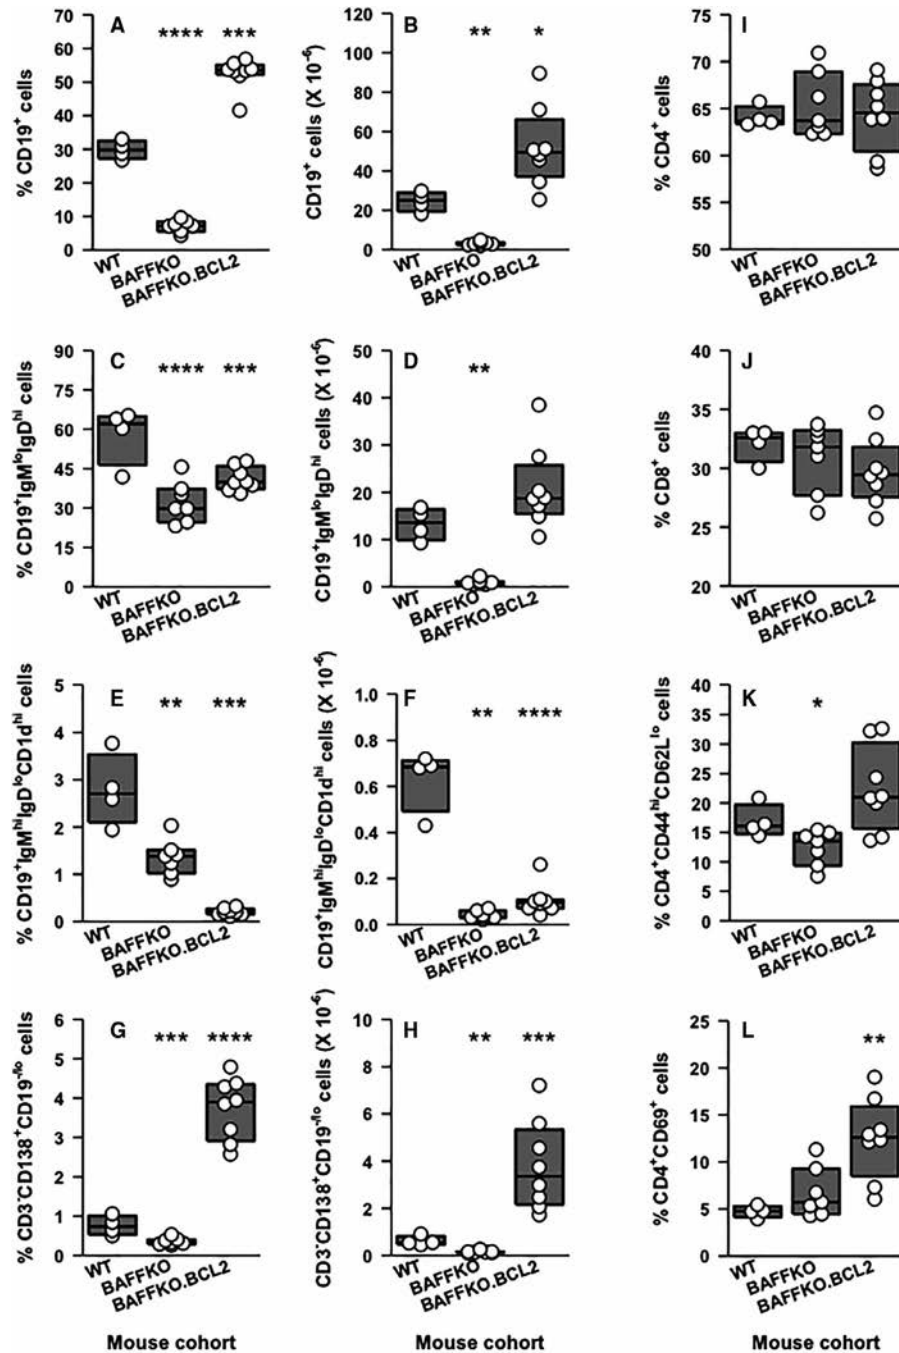 A
****
***
% CD19+ cells
70
60
50
40
30
20
10
0
WT
BAFFKO
BAFFKO.BCL2
B
**
*
CD19+ cells (X 10-6)
120
100
80
60
40
20
0
WT
BAFFKO
BAFFKO.BCL2
I
% CD4+ cells
75
70
65
60
55
50
WT
BAFFKO
BAFFKO.BCL2
C
****
***
% CD19+IgMloIgDhi cells
90
75
60
45
30
15
0
WT
BAFFKO
BAFFKO.BCL2
D
**
CD19+IgMloIgDhi cells (X 10-6)
50
40
30
20
10
0
WT
BAFFKO
BAFFKO.BCL2
J
% CD8+ cells
40
35
30
25
20
WT
BAFFKO
BAFFKO.BCL2
E
**
***
% CD19+IgMhiIgDloCD1dhi cells
5
4
3
2
1
0
WT
BAFFKO
BAFFKO.BCL2
F
**
****
CD19+IgMhiIgDloCD1dhi cells (X 10-6)
1.0
0.8
0.6
0.4
0.2
0.0
WT
BAFFKO
BAFFKO.BCL2
K
*
% CD4+CD44hiCD62Llo cells
40
35
30
25
20
15
10
5
0
WT
BAFFKO
BAFFKO.BCL2
G
***
****
% CD3-CD138+CD19-/lo cells
6
5
4
3
2
1
0
WT
BAFFKO
BAFFKO.BCL2
Mouse cohort
H
**
***
CD3-CD138+CD19-/lo cells (X 10-6)
10
8
6
4
2
0
WT
BAFFKO
BAFFKO.BCL2
Mouse cohort
L
**
% CD4+CD69+ cells
25
20
15
10
5
0
WT
BAFFKO
BAFFKO.BCL2
Mouse cohort